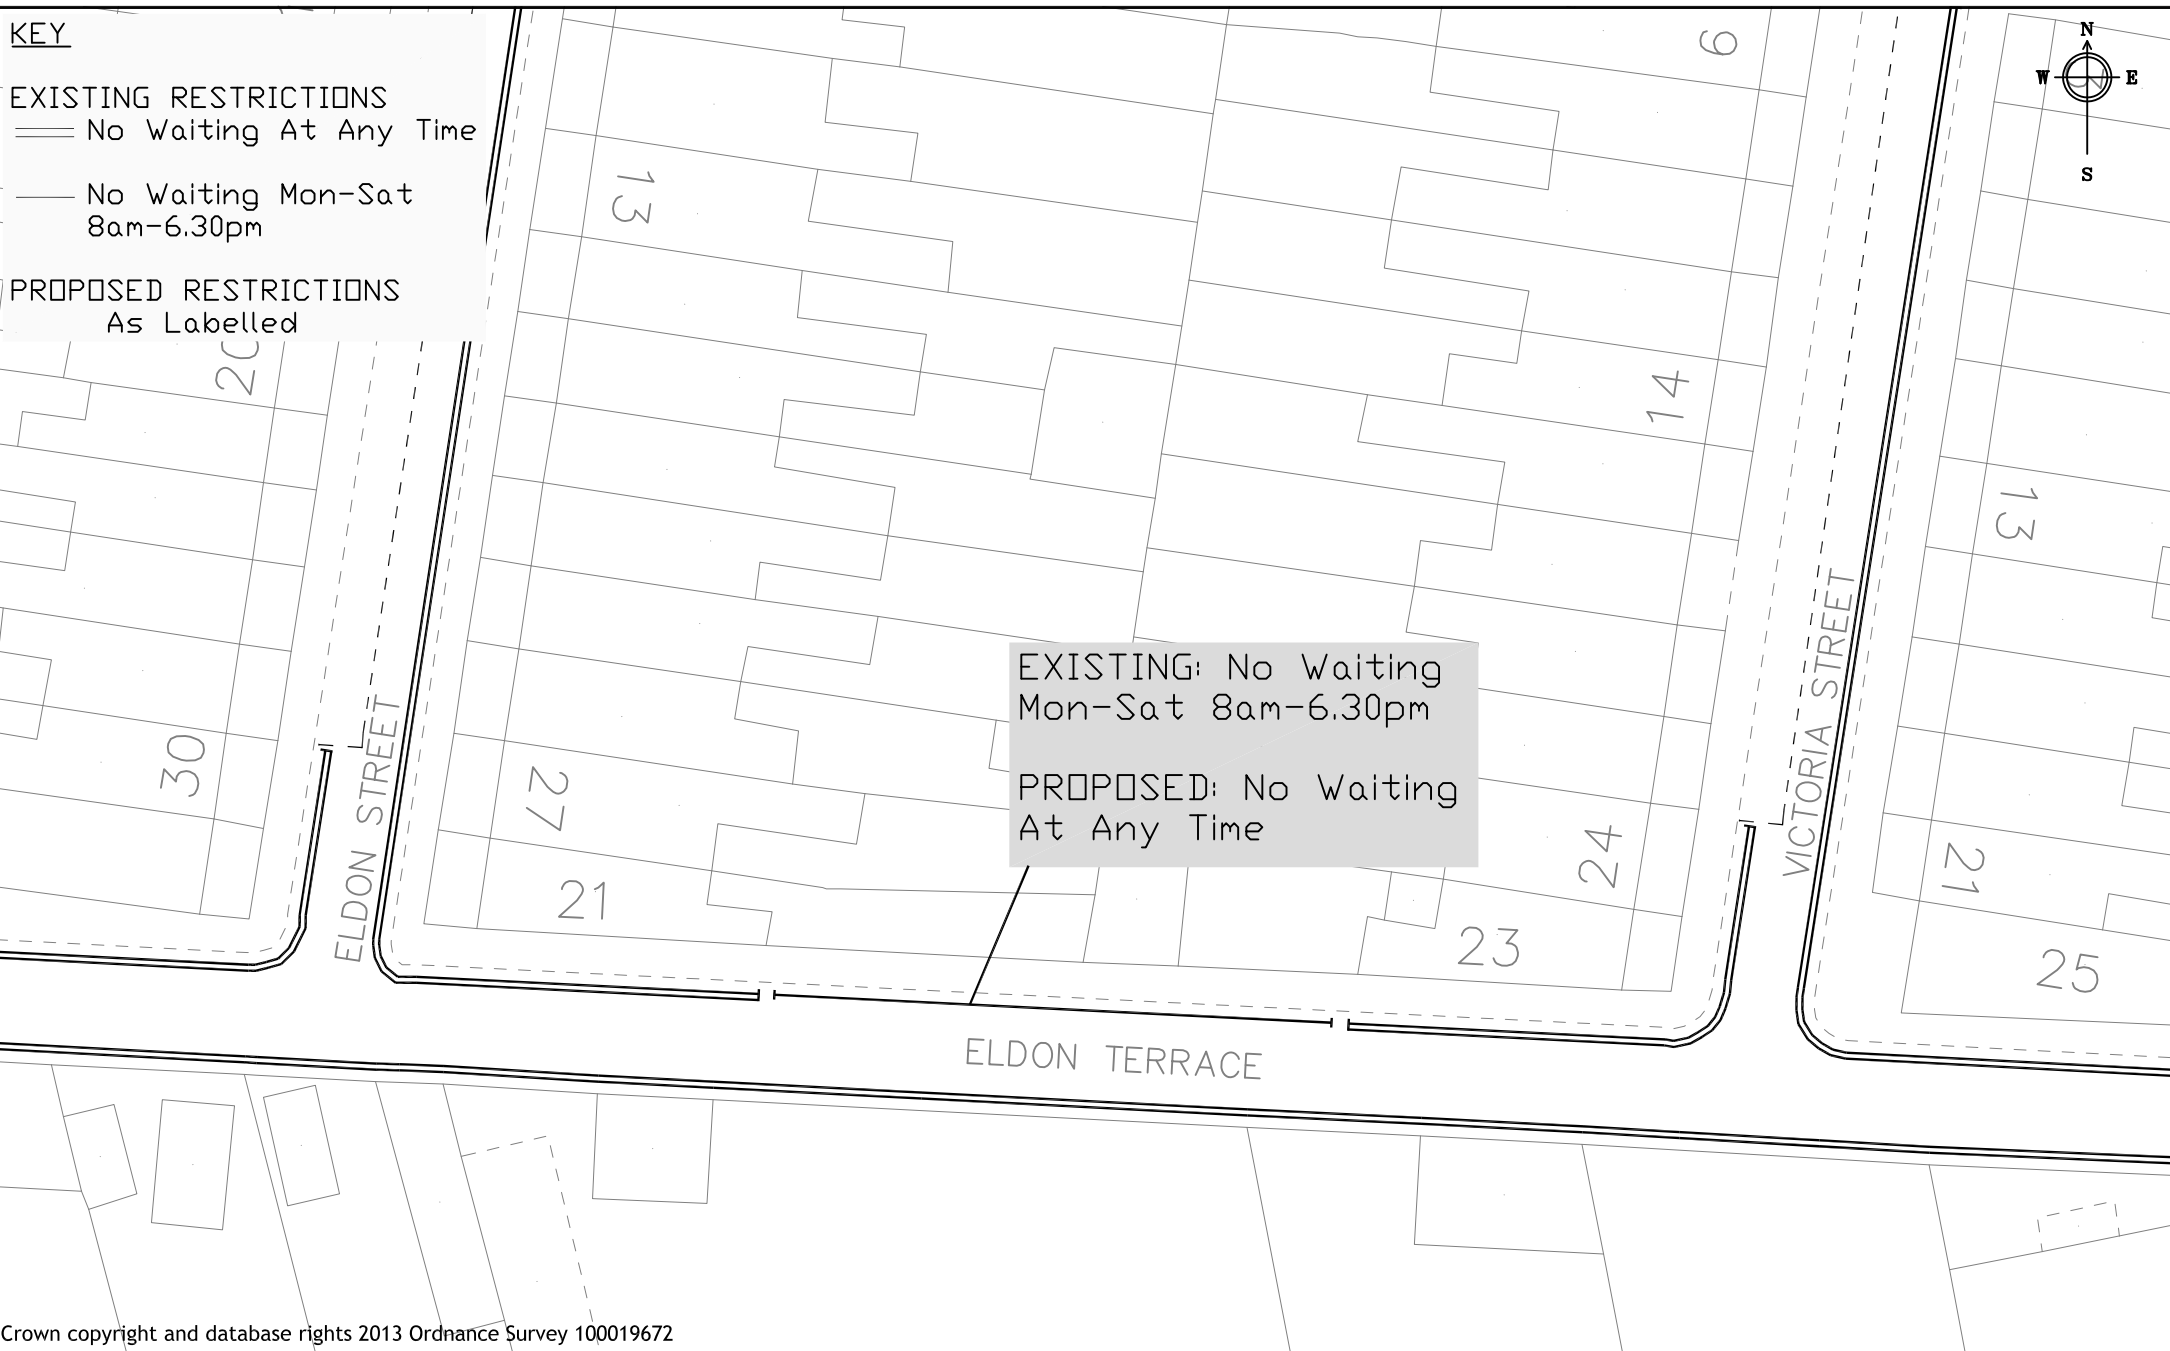 KEY
EXISTING RESTRICTIONS
No Waiting At Any Time
No Waiting Mon-Sat
8am-6.30pm
PROPOSED RESTRICTIONS
As Labelled
N
W E
S
9
13
20
14
13
30
27
EXISTING: No Waiting
Mon-Sat 8am-6.30pm
PROPOSED: No Waiting
At Any Time
ELDON STREET
VICTORIA STREET
24
21
21
23
25
ELDON TERRACE
Crown copyright and database rights 2013 Ordnance Survey 100019672